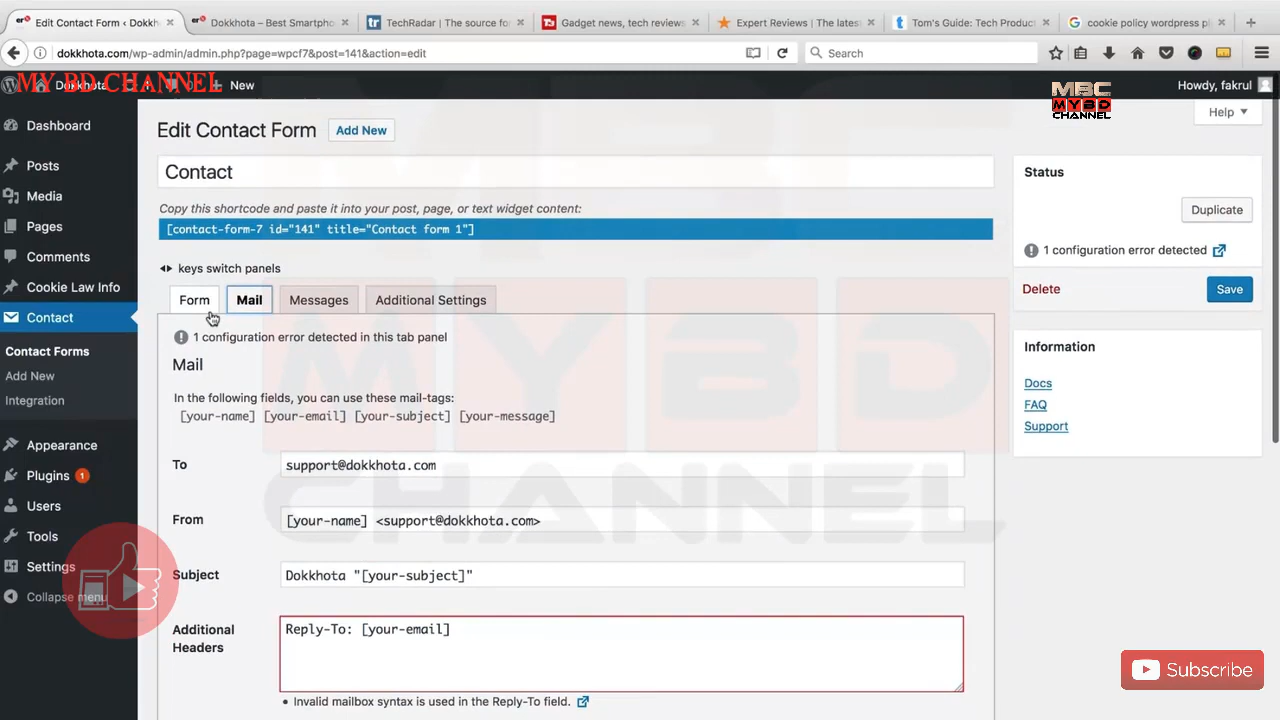 Edit Contact Form ‹ Dokkh
Dokkhota – Best Smartpho
TechRadar | The source fo
Gadget news, tech reviews
Expert Reviews | The lates
Tom's Guide: Tech Product
cookie policy wordpress pl
dokkhota.com/wp-admin/admin.php?page=wpcf7&post=141&action=edit
Search
MY BD CHANNEL
New
Howdy, fakrul
MBC
MYBD
CHANNEL
Help
Dashboard
Posts
Media
Pages
Comments
Cookie Law Info
Contact
Contact Forms
Add New
Integration
Appearance
Plugins 1
Users
Tools
Settings
Collapse menu
Edit Contact Form Add New
Contact
Copy this shortcode and paste it into your post, page, or text widget content:
[contact-form-7 id="141" title="Contact form 1"]
keys switch panels
Form Mail Messages Additional Settings
1 configuration error detected in this tab panel
Mail
In the following fields, you can use these mail-tags:
[your-name] [your-email] [your-subject] [your-message]
To support@dokkhota.com
From [your-name] <support@dokkhota.com>
Subject Dokkhota "[your-subject]"
Additional Headers Reply-To: [your-email]
Invalid mailbox syntax is used in the Reply-To field.
Status
Duplicate
1 configuration error detected
Delete Save
Information
Docs
FAQ
Support
MBC
MYBD
CHANNEL
Subscribe